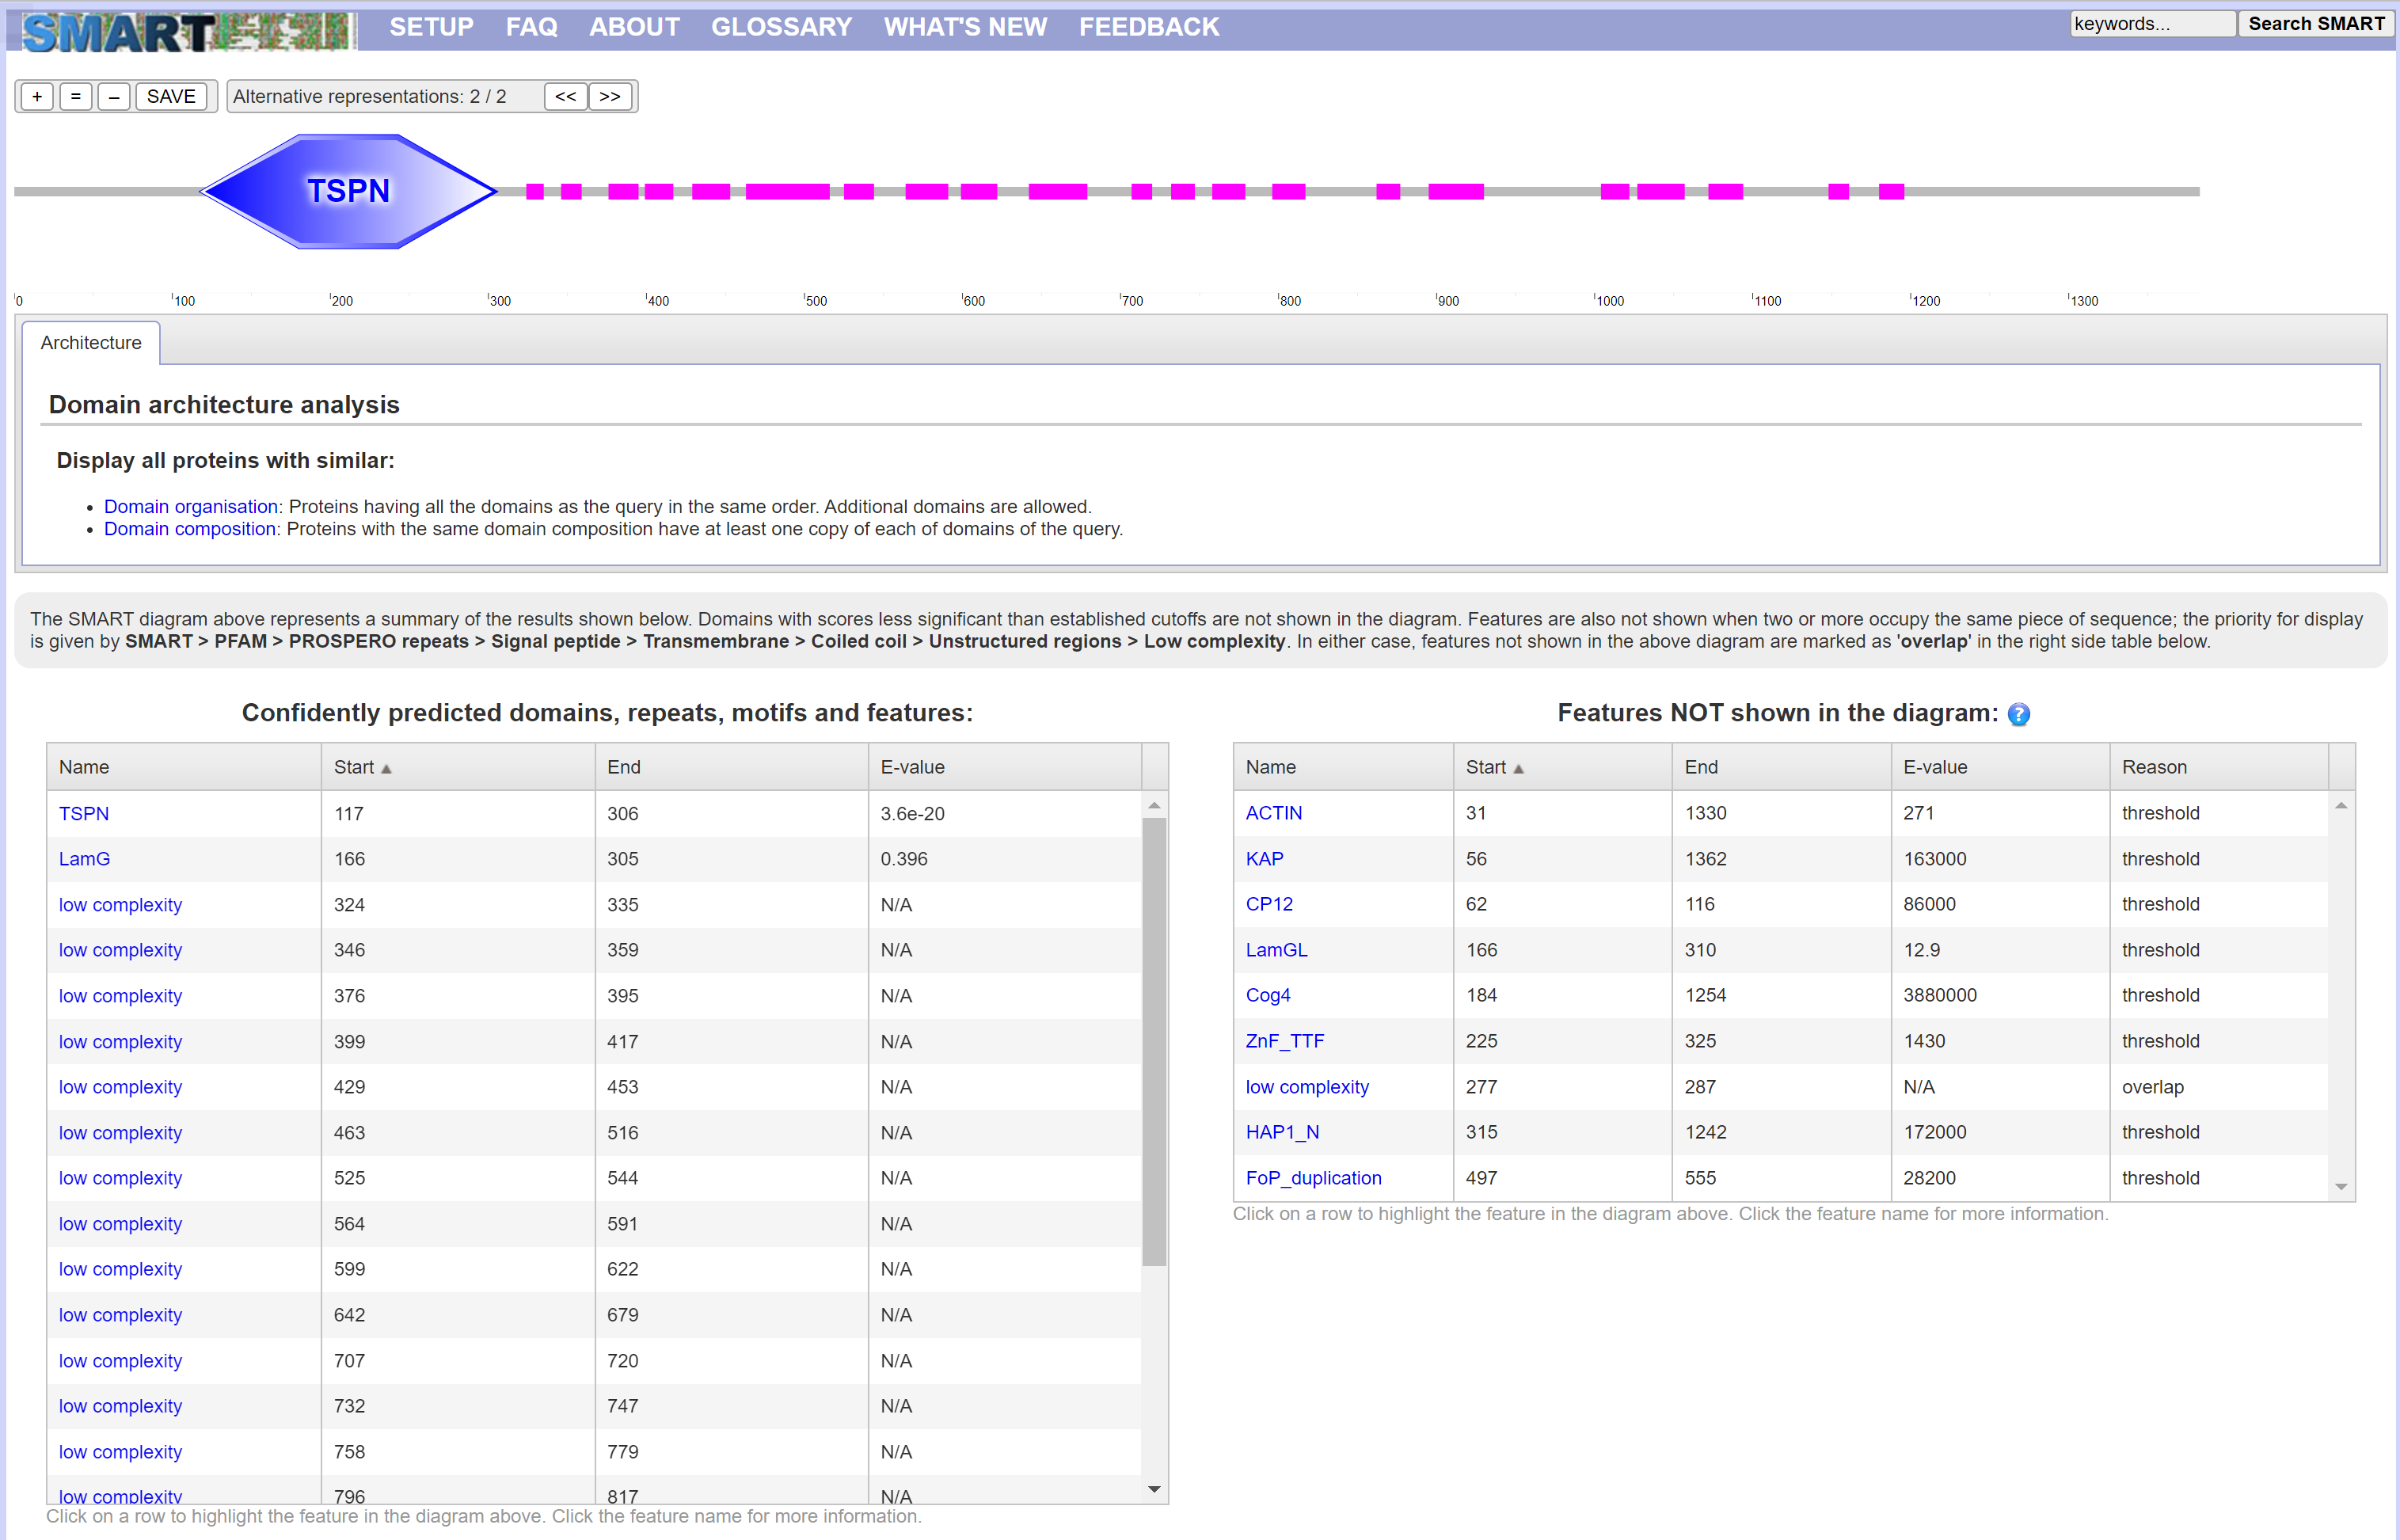 SMART SETUP FAQ ABOUT GLOSSARY WHAT'S NEW FEEDBACK keywords... Search SMART
+ = – SAVE Alternative representations: 2 / 2 << >>
TSPN
0 100 200 300 400 500 600 700 800 900 1000 1100 1200 1300
Architecture
Domain architecture analysis
Display all proteins with similar:
• Domain organisation: Proteins having all the domains as the query in the same order. Additional domains are allowed.
• Domain composition: Proteins with the same domain composition have at least one copy of each of domains of the query.
The SMART diagram above represents a summary of the results shown below. Domains with scores less significant than established cutoffs are not shown in the diagram. Features are also not shown when two or more occupy the same piece of sequence; the priority for display
is given by SMART > PFAM > PROSPERO repeats > Signal peptide > Transmembrane > Coiled coil > Unstructured regions > Low complexity. In either case, features not shown in the above diagram are marked as 'overlap' in the right side table below.
Confidently predicted domains, repeats, motifs and features:
Name Start ▲ End E-value
TSPN 117 306 3.6e-20
LamG 166 305 0.396
low complexity 324 335 N/A
low complexity 346 359 N/A
low complexity 376 395 N/A
low complexity 399 417 N/A
low complexity 429 453 N/A
low complexity 463 516 N/A
low complexity 525 544 N/A
low complexity 564 591 N/A
low complexity 599 622 N/A
low complexity 642 679 N/A
low complexity 707 720 N/A
low complexity 732 747 N/A
low complexity 758 779 N/A
low complexity 796 817 N/A
Click on a row to highlight the feature in the diagram above. Click the feature name for more information.
Features NOT shown in the diagram: ?
Name Start ▲ End E-value Reason
ACTIN 31 1330 271 threshold
KAP 56 1362 163000 threshold
CP12 62 116 86000 threshold
LamGL 166 310 12.9 threshold
Cog4 184 1254 3880000 threshold
ZnF_TTF 225 325 1430 threshold
low complexity 277 287 N/A overlap
HAP1_N 315 1242 172000 threshold
FoP_duplication 497 555 28200 threshold
Click on a row to highlight the feature in the diagram above. Click the feature name for more information.